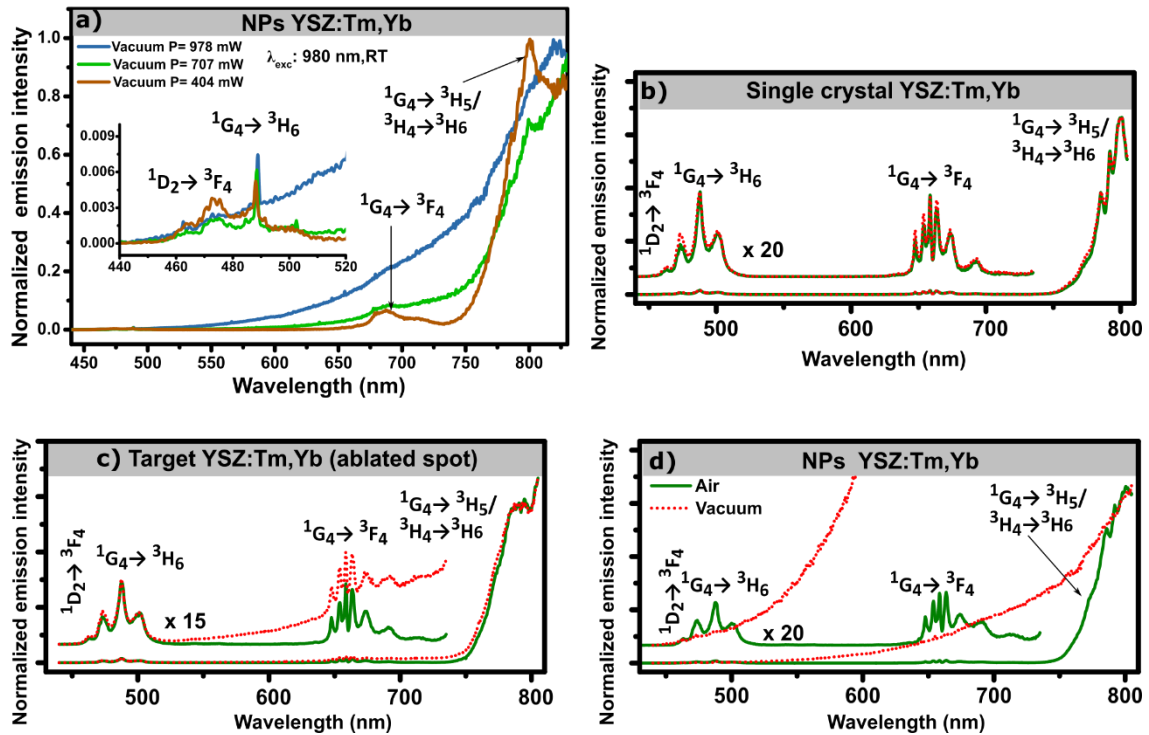 a) NPs YSZ:Tm,Yb
Vacuum P= 978 mW
Vacuum P= 707 mW
Vacuum P= 404 mW
λexc: 980 nm,RT
¹G₄→ ³H₅/
³H₄→³H₆
¹G₄→ ³H₆
¹D₂→ ³F₄
¹G₄→ ³F₄
0.009
0.006
0.003
0.000
440 460 480 500 520
1.0
0.8
0.6
0.4
0.2
0.0
450 500 550 600 650 700 750 800
Wavelength (nm)
Normalized emission intensity
b) Single crystal YSZ:Tm,Yb
¹D₂→ ³F₄
¹G₄→ ³H₆
¹G₄→ ³F₄
¹G₄→ ³H₅/
³H₄→³H₆
x 20
500 600 700 800
Wavelength (nm)
Normalized emission intensity
c) Target YSZ:Tm,Yb (ablated spot)
¹D₂→ ³F₄
¹G₄→ ³H₆
¹G₄→ ³F₄
¹G₄→ ³H₅/
³H₄→³H₆
x 15
500 600 700 800
Wavelength (nm)
Normalized emission intensity
d) NPs YSZ:Tm,Yb
Air
Vacuum
¹D₂→³F₄
¹G₄→ ³H₆
¹G₄→ ³F₄
¹G₄→ ³H₅/
³H₄→³H₆
x 20
500 600 700 800
Wavelength (nm)
Normalized emission intensity